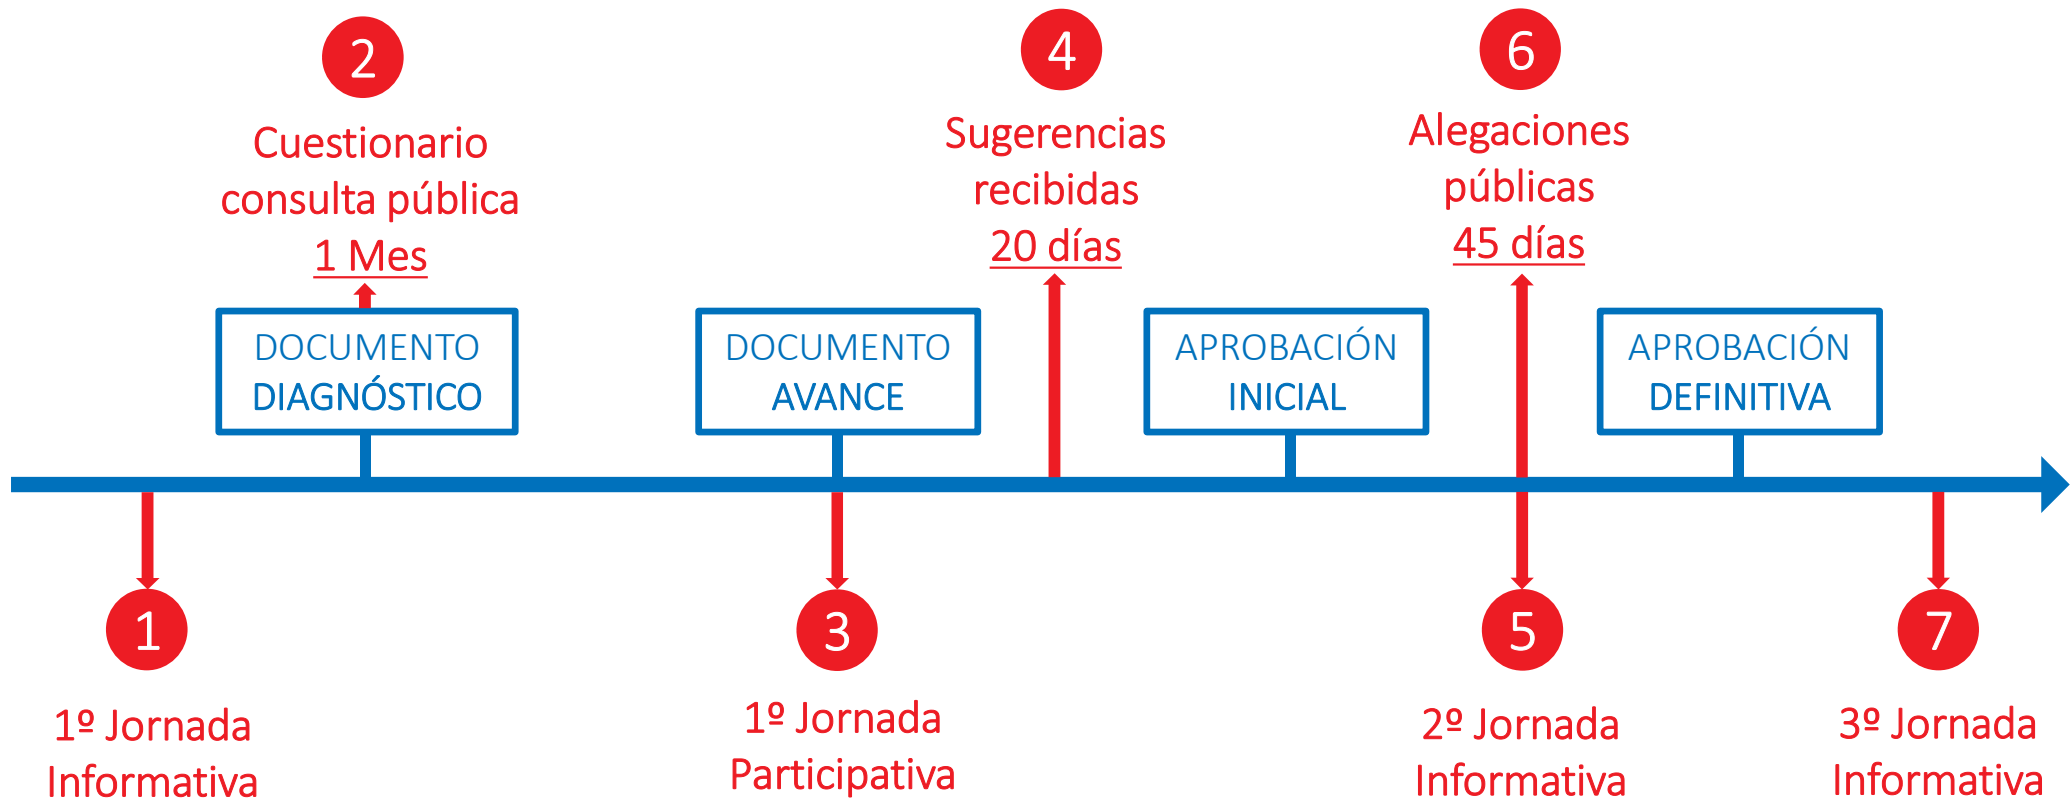 2
Cuestionario
consulta pública
1 Mes
4
Sugerencias
recibidas
20 días
6
Alegaciones
públicas
45 días
DOCUMENTO
DIAGNÓSTICO
DOCUMENTO
AVANCE
APROBACIÓN
INICIAL
APROBACIÓN
DEFINITIVA
1
1º Jornada
Informativa
3
1º Jornada
Participativa
5
2º Jornada
Informativa
7
3º Jornada
Informativa